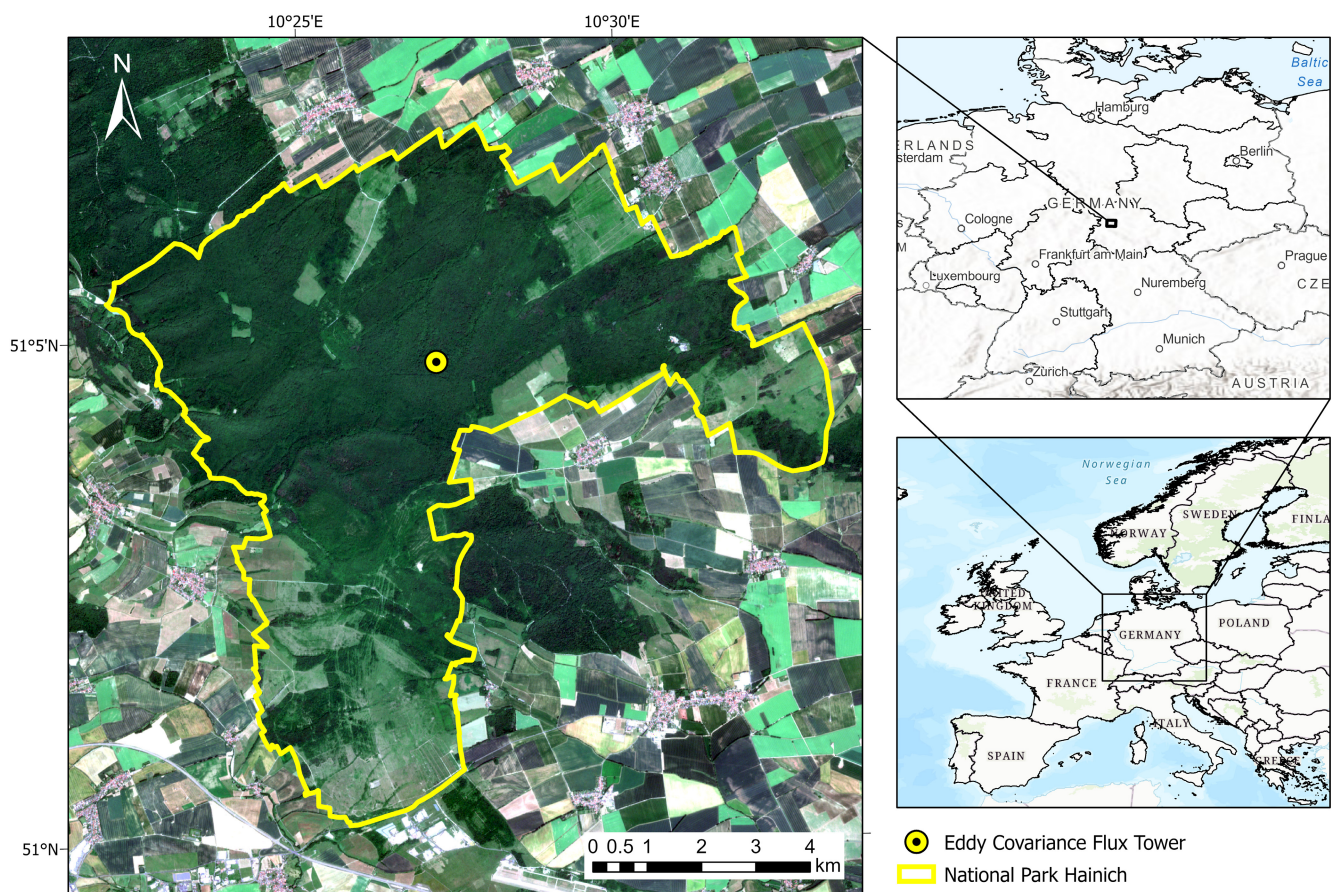 10°25'E
10°30'E
N
51°5'N
51°N
0 0.5 1 2 3 4
km
Baltic
Sea
Hamburg
ERLANDS
sterdam
Berlin
GERMANY
Cologne
S
M
Frankfurt am Main
Prague
Luxembourg
Nuremberg
CZE
Stuttgart
Munich
Zürich
AUSTRIA
Norwegian
Sea
SWEDEN
FINLA
NORWAY
UNITED
KINGDOM
POLAND
GERMANY
FRANCE
ITALY
SPAIN
GREECE
Eddy Covariance Flux Tower
National Park Hainich